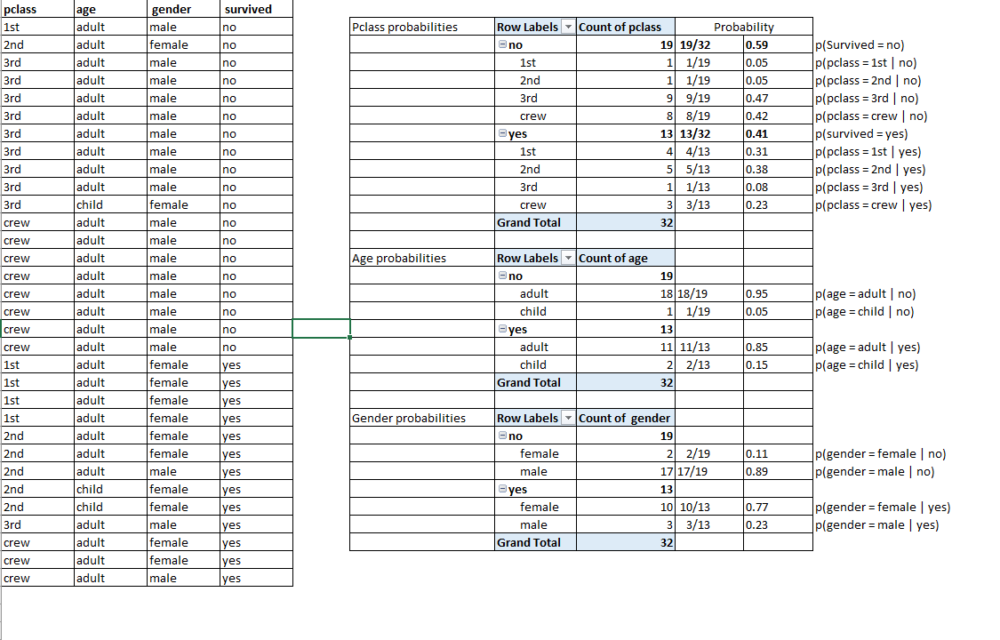 pclass age gender survived
1st adult male no Pclass probabilities Row Labels Count of pclass Probability
2nd adult female no no 19 19/32 0.59 p(Survived = no)
3rd adult male no 1st 1 1/19 0.05 p(pclass = 1st | no)
3rd adult male no 2nd 1 1/19 0.05 p(pclass = 2nd | no)
3rd adult male no 3rd 9 9/19 0.47 p(pclass = 3rd | no)
3rd adult male no crew 8 8/19 0.42 p(pclass = crew | no)
3rd adult male no yes 13 13/32 0.41 p(survived = yes)
3rd adult male no 1st 4 4/13 0.31 p(pclass = 1st | yes)
3rd adult male no 2nd 5 5/13 0.38 p(pclass = 2nd | yes)
3rd adult male no 3rd 1 1/13 0.08 p(pclass = 3rd | yes)
3rd child female no crew 3 3/13 0.23 p(pclass = crew | yes)
crew adult male no Grand Total 32
crew adult male no
crew adult male no Age probabilities Row Labels Count of age
crew adult male no no 19
crew adult male no adult 18 18/19 0.95 p(age = adult | no)
crew adult male no child 1 1/19 0.05 p(age = child | no)
crew adult male no yes 13
crew adult male no adult 11 11/13 0.85 p(age = adult | yes)
1st adult female yes child 2 2/13 0.15 p(age = child | yes)
1st adult female yes Grand Total 32
1st adult female yes
1st adult female yes Gender probabilities Row Labels Count of gender
2nd adult female yes no 19
2nd adult female yes female 2 2/19 0.11 p(gender = female | no)
2nd adult male yes male 17 17/19 0.89 p(gender = male | no)
2nd child female yes yes 13
2nd child female yes female 10 10/13 0.77 p(gender = female | yes)
3rd adult male yes male 3 3/13 0.23 p(gender = male | yes)
crew adult female yes Grand Total 32
crew adult female yes
crew adult male yes